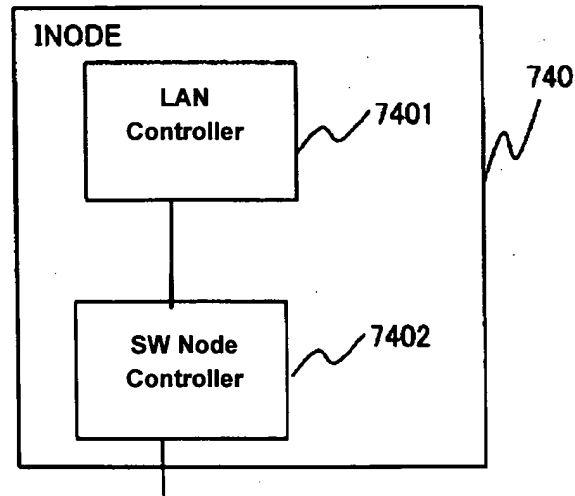 INODE
LAN
Controller
7401
740
SW Node
Controller
7402